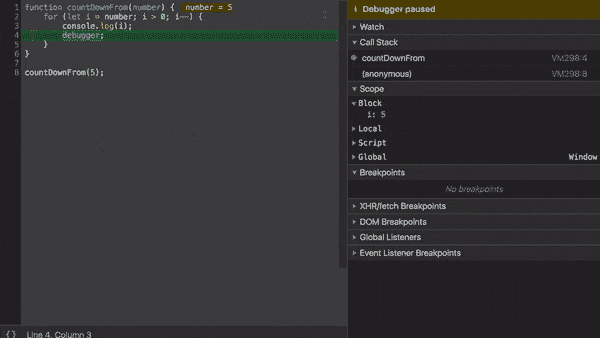 1 function countDownFrom(number) { number = 5
2 for (let i = number; i > 0; i--) {
3 console.log(i);
4 debugger;
5 }
6 }
7
8 countDownFrom(5);
{} Line 4, Column 3
Debugger paused
Watch
Call Stack
countDownFrom VM298:4
(anonymous) VM298:8
Scope
Block
i: 5
Local
Script
Global Window
Breakpoints
No breakpoints
XHR/fetch Breakpoints
DOM Breakpoints
Global Listeners
Event Listener Breakpoints